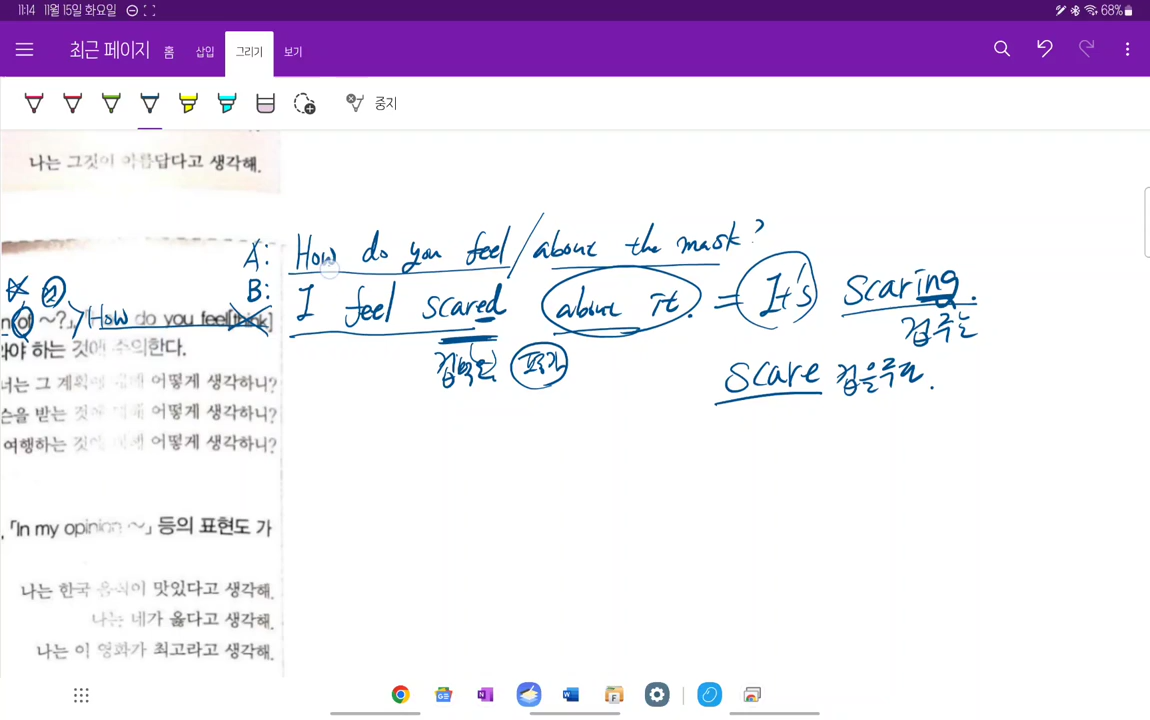 11:14 11월 15일 화요일
68%
최근 페이지 홈 삽입 그리기 보기
중지
나는 그것이 아름답다고 생각해.
A: How do you feel / about the mask?
B: I feel scared about it. = It's scaring.
겁먹은 겁주는
scare 겁을주다.
② How do you feel[think]
of ~?」,
와야 하는 것에 주의한다.
너는 그 계획에 대해 어떻게 생각하니?
슨을 받는 것에 대해 어떻게 생각하니?
여행하는 것에 대해 어떻게 생각하니?
, 「In my opinion ~」 등의 표현도 가
나는 한국 음식이 맛있다고 생각해.
나는 네가 옳다고 생각해.
나는 이 영화가 최고라고 생각해.